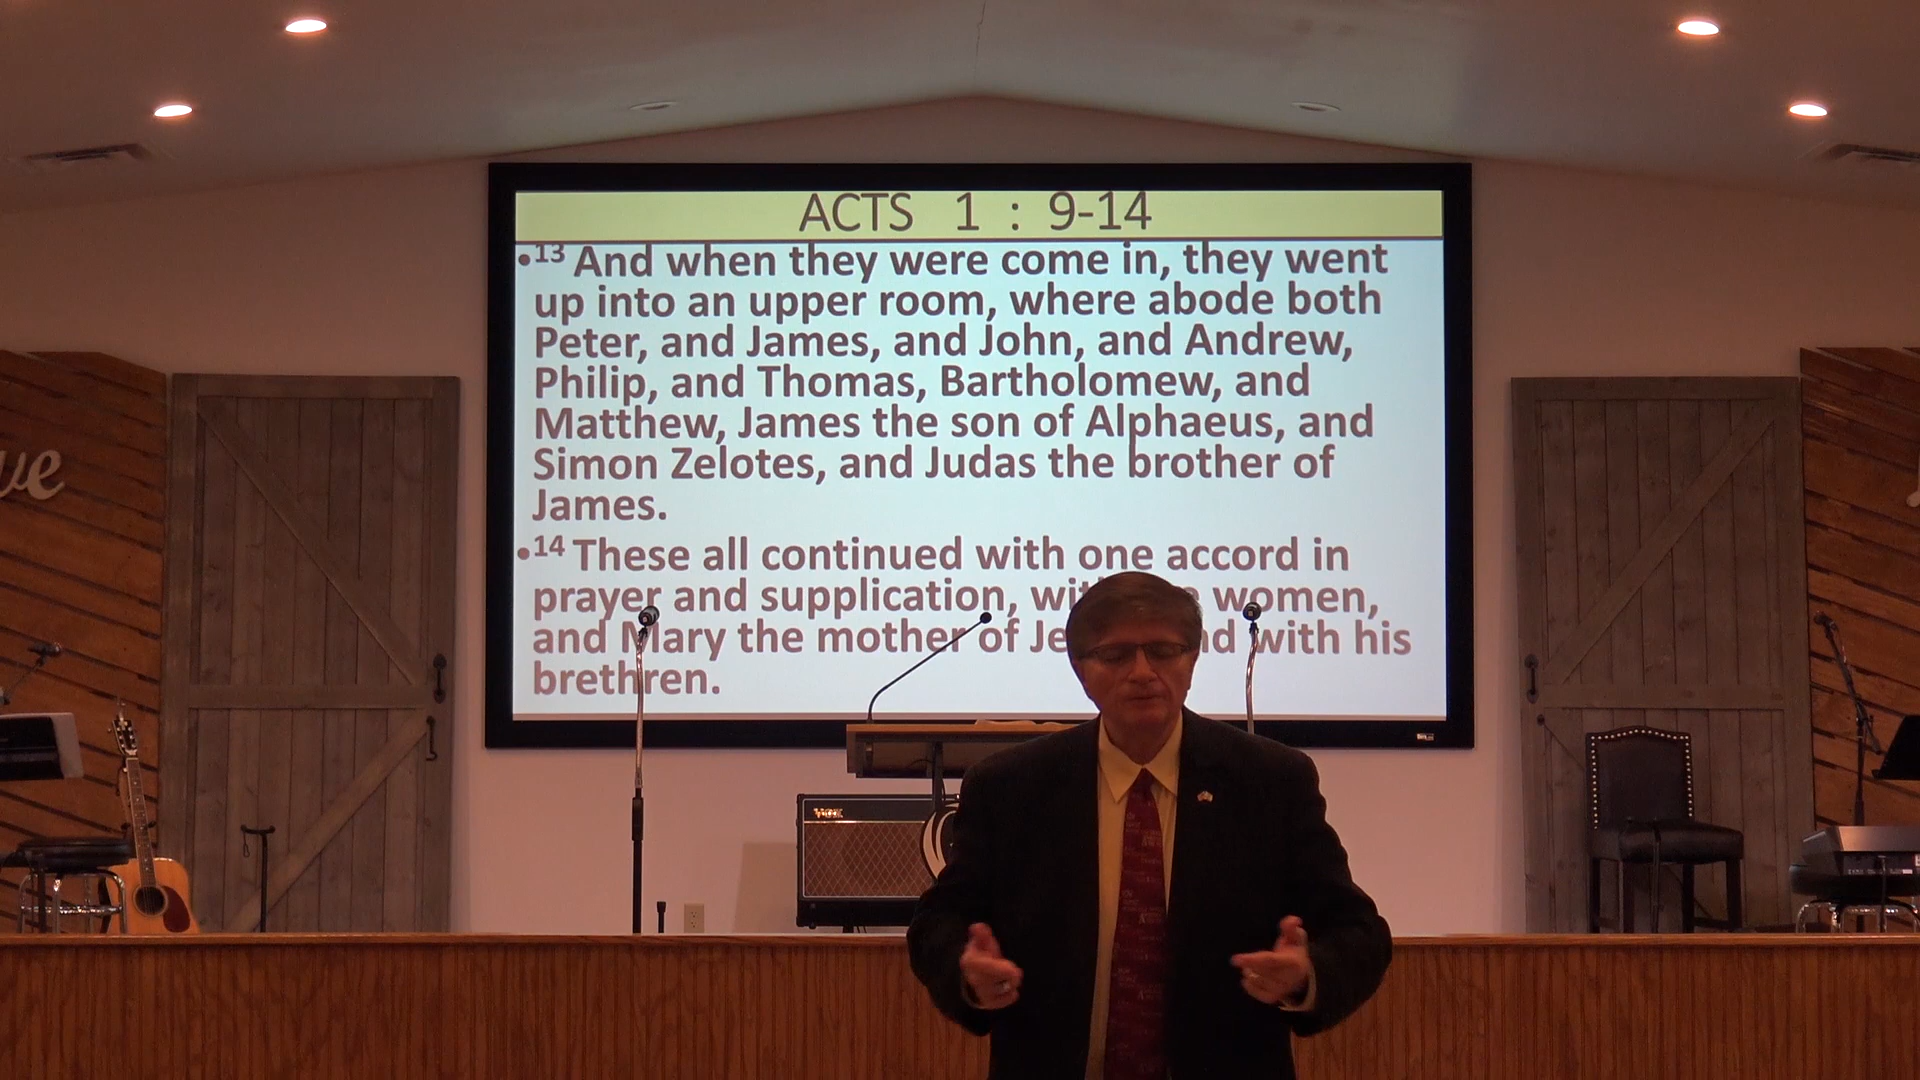 ACTS 1 : 9-14
•13 And when they were come in, they went
up into an upper room, where abode both
Peter, and James, and John, and Andrew,
Philip, and Thomas, Bartholomew, and
Matthew, James the son of Alphaeus, and
Simon Zelotes, and Judas the brother of
James.
•14 These all continued with one accord in
prayer and supplication, women,
and Mary the mother of with his
brethren.
ve
VOX